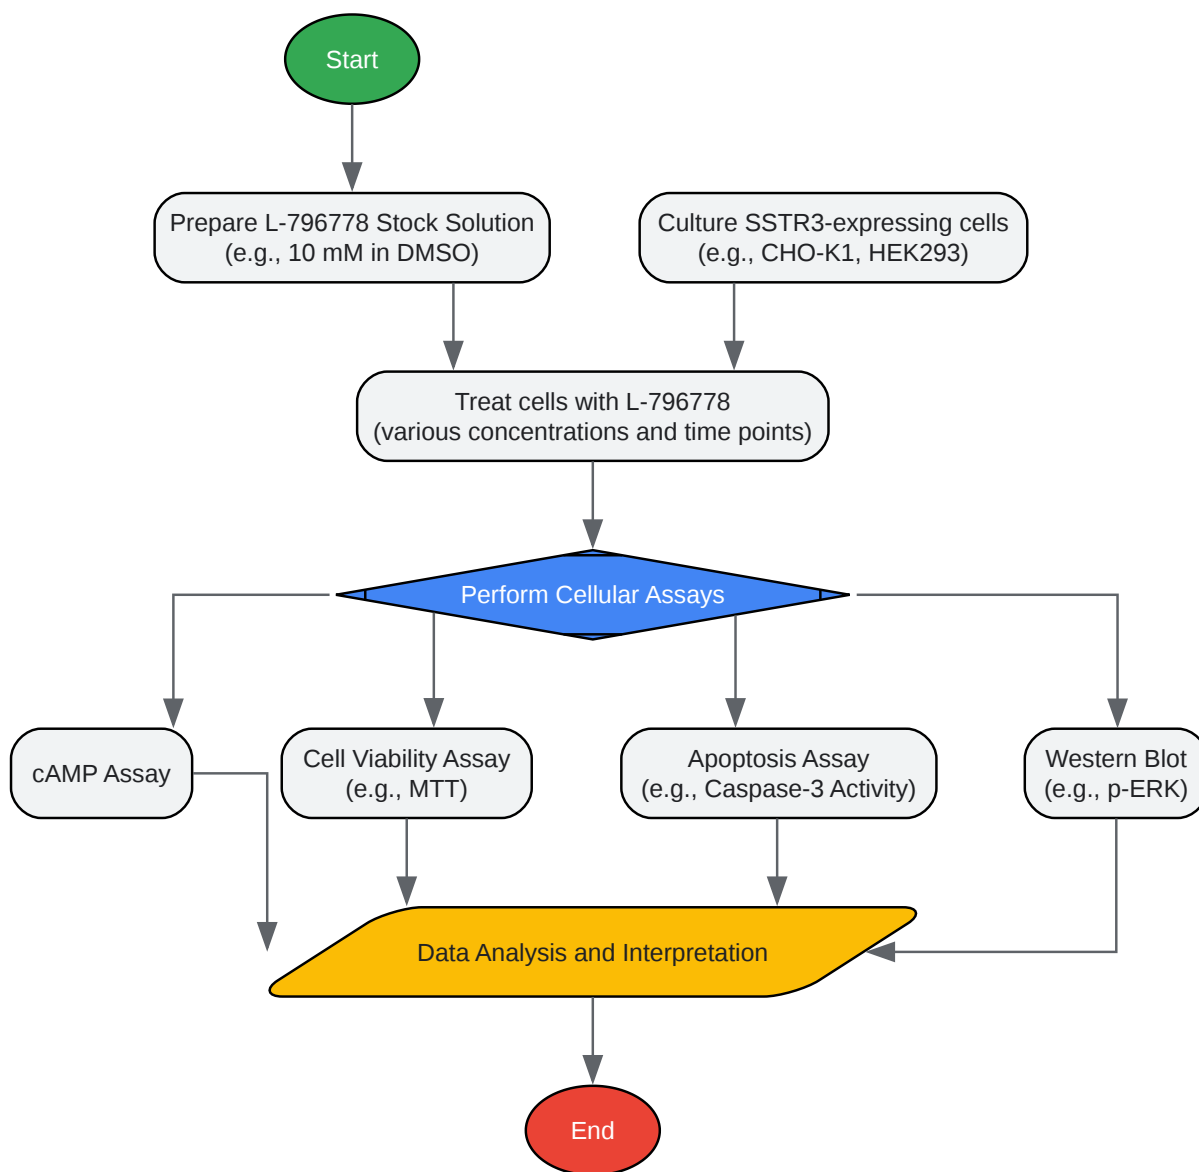 Start
Prepare L-796778 Stock Solution
(e.g., 10 mM in DMSO)
Culture SSTR3-expressing cells
(e.g., CHO-K1, HEK293)
Treat cells with L-796778
(various concentrations and time points)
Perform Cellular Assays
cAMP Assay
Cell Viability Assay
(e.g., MTT)
Apoptosis Assay
(e.g., Caspase-3 Activity)
Western Blot
(e.g., p-ERK)
Data Analysis and Interpretation
End